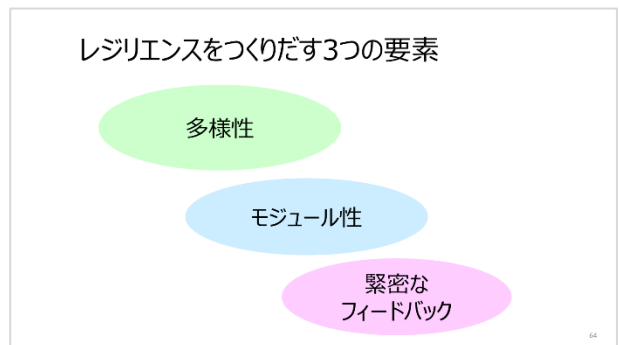 レジリエンスをつくりだす3つの要素
多様性
モジュール性
緊密な
フィードバック
64